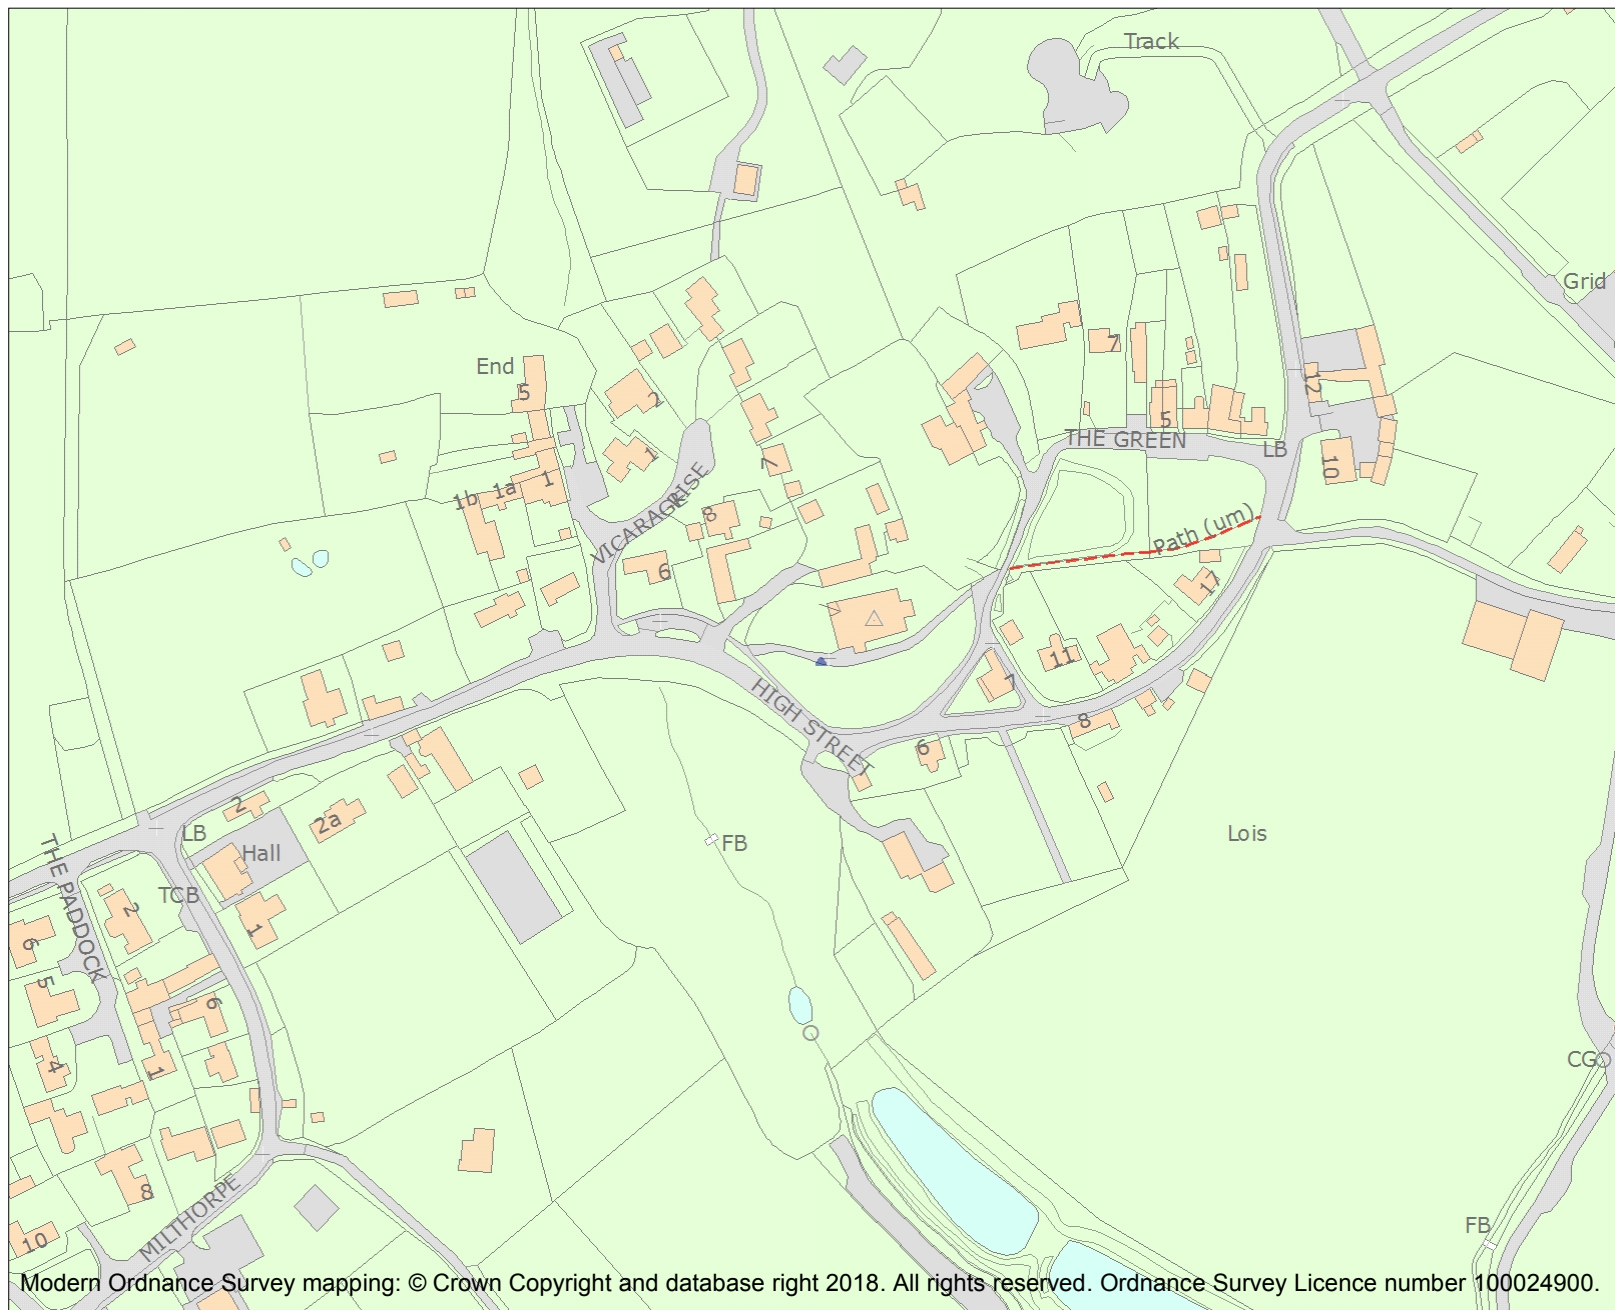 Track
Grid
End
5
7
12
2
5
THE GREEN
LB
10
1
7
1
1a
1b
VICARAGE RISE
8
Path (um)
6
17
11
7
HIGH STREET
8
6
2
2a
LB
Hall
FB
Lois
THE PADDOCK
TCB
2
1
6
5
6
4
1
CG
8
MILTHORPE
10
FB
Modern Ordnance Survey mapping: © Crown Copyright and database right 2018. All rights reserved. Ordnance Survey Licence number 100024900.